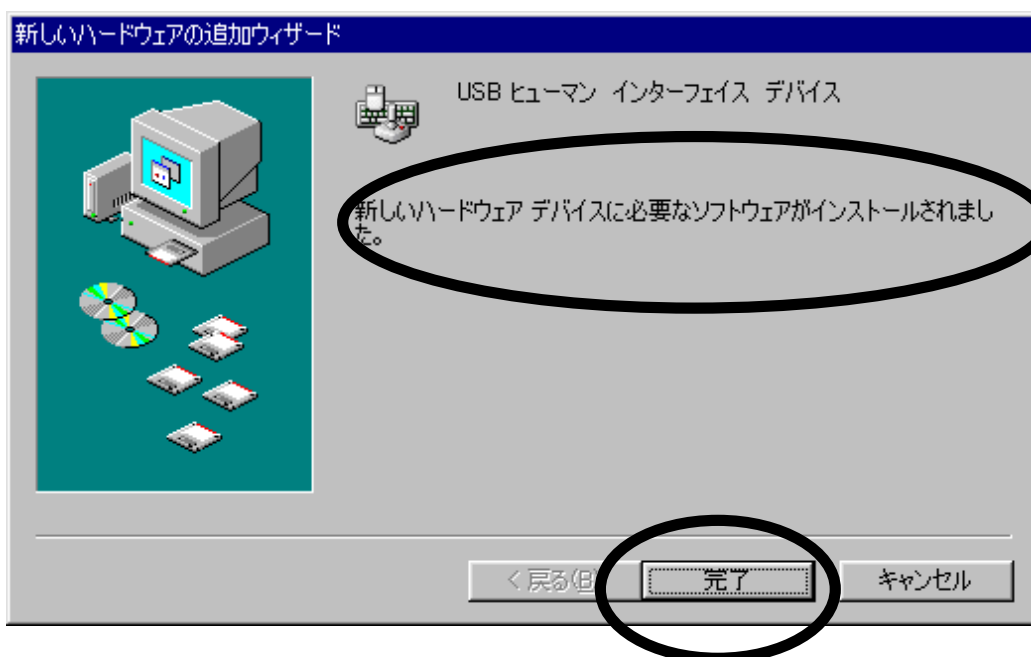 新しいハードウェアの追加ウィザード
USB ヒューマン インターフェイス デバイス
新しいハードウェア デバイスに必要なソフトウェアがインストールされまし
た。
< 戻る(B 完了 キャンセル